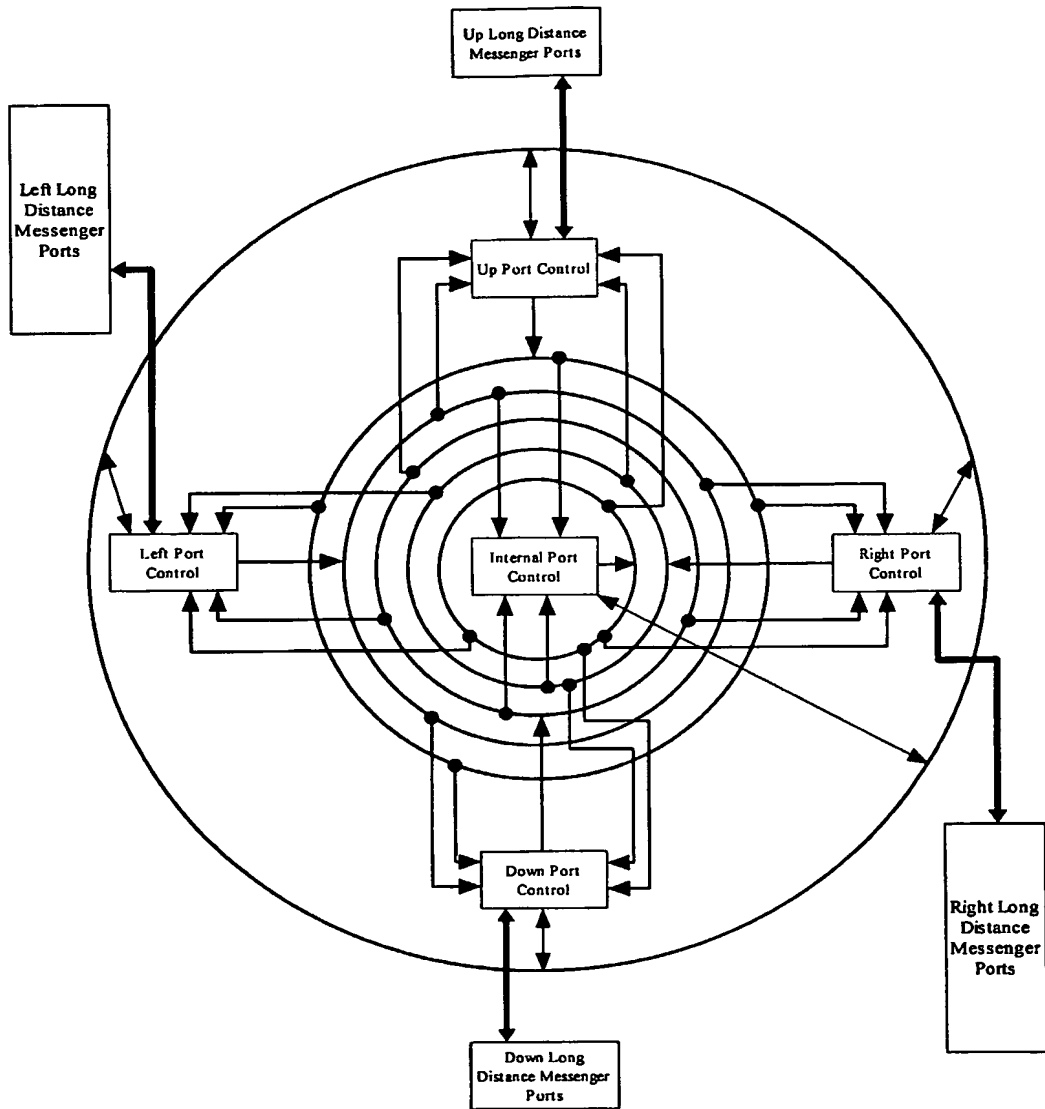 Up Long Distance
Messenger Ports
Left Long
Distance
Messenger
Ports
Up Port Control
Left Port
Control
Internal Port
Control
Right Port
Control
Down Port
Control
Right Long
Distance
Messenger
Ports
Down Long
Distance Messenger
Ports